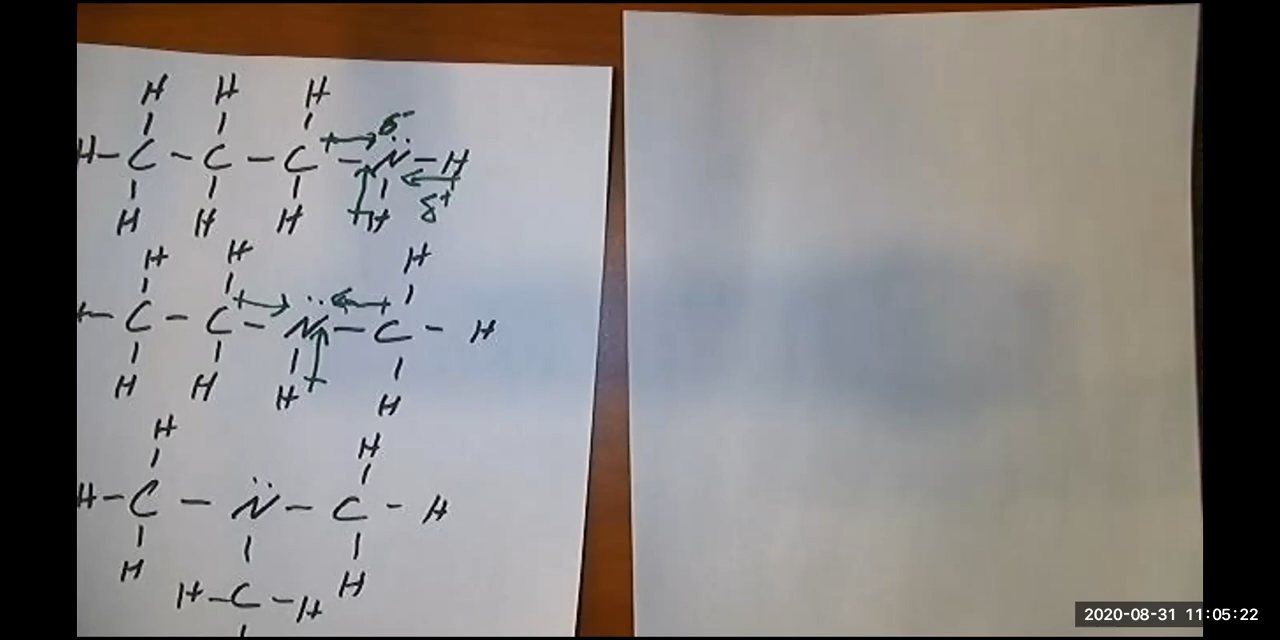 H H H
H-C-C-C-N̈-H δ-
H H H H δ+
H H H
C-C-N̈-C-H
H H H H
H H
H-C-N̈-C-H
H H
H-C-H
2020-08-31 11:05:22